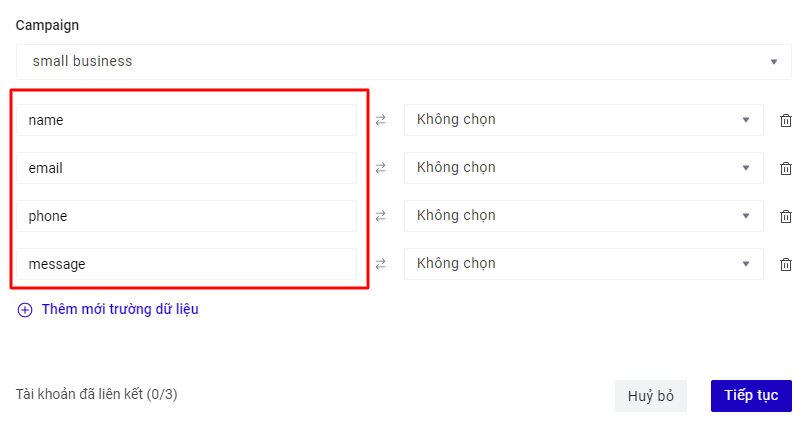 Campaign
small business
name
Không chọn
email
Không chọn
phone
Không chọn
message
Không chọn
Thêm mới trường dữ liệu
Tài khoản đã liên kết (0/3)
Huỷ bỏ
Tiếp tục